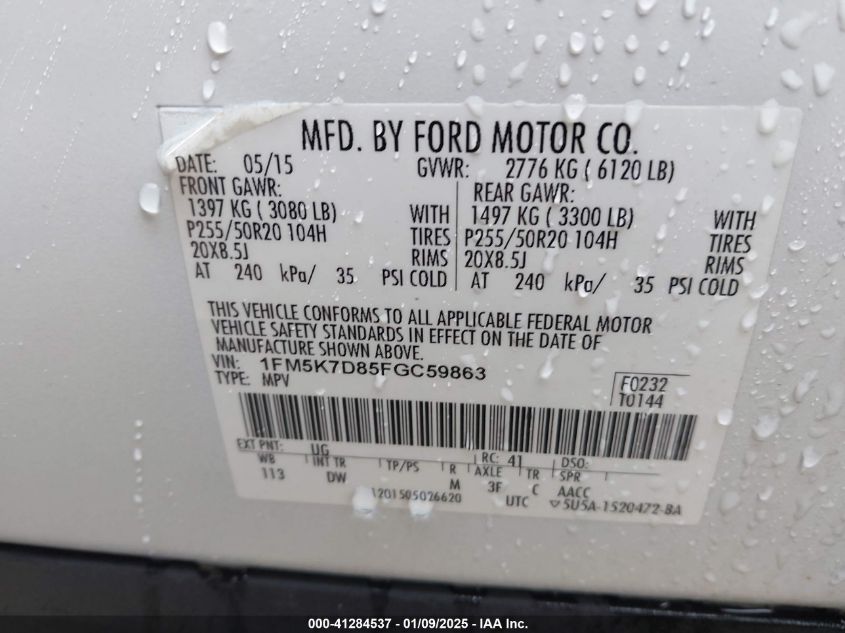 MFD. BY FORD MOTOR CO.
DATE: 05/15 GVWR: 2776 KG ( 6120 LB)
FRONT GAWR: REAR GAWR:
1397 KG ( 3080 LB) WITH 1497 KG ( 3300 LB) WITH
P255/50R20 104H TIRES P255/50R20 104H TIRES
20X8.5J RIMS 20X8.5J RIMS
AT 240 kPa/ 35 PSI COLD AT 240 kPa/ 35 PSI COLD
THIS VEHICLE CONFORMS TO ALL APPLICABLE FEDERAL MOTOR
VEHICLE SAFETY STANDARDS IN EFFECT ON THE DATE OF
MANUFACTURE SHOWN ABOVE.
VIN: 1FM5K7D85FGC59863
TYPE: MPV
F0232
T0144
EXT PNT: UG RC: 41 DSO:
WB INT TR TP/PS R AXLE TR SPR
113 DW M 3F C AACC
1201505026620 UTC ▽5U5A-1520472-BA
000-41284537 - 01/09/2025 - IAA Inc.